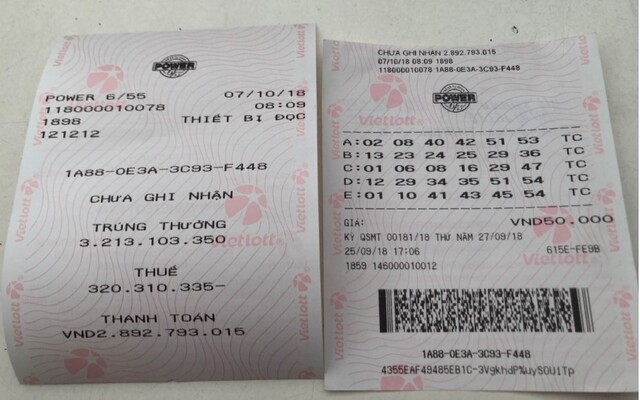 POWER
POWER 6/55 07/10/18
118000010078 08:09
1898 THIẾT BỊ ĐỌC
121212
1A88-0E3A-3C93-F448
CHƯA GHI NHẬN
TRÚNG THƯỞNG
3.213.103.350
THUẾ
320.310.335-
THANH TOÁN
VND2.892.793.015
CHƯA GHI NHẬN 2.892.793.015
07/10/18 08:09 1898
118000010078 1A88-0E3A-3C93-F448
POWER
A:02 08 40 42 51 53 TC
B:13 23 24 25 29 36 TC
C:01 06 08 16 29 47 TC
D:12 29 34 35 51 54 TC
E:01 10 41 43 45 54 TC
GIÁ: VND50.000
KỲ QSMT 00181/18 THỨ NĂM 27/09/18
25/09/18 17:06 615E-FE9B
1859 146000010012
1A88-0E3A-3C93-F448
Vietlott